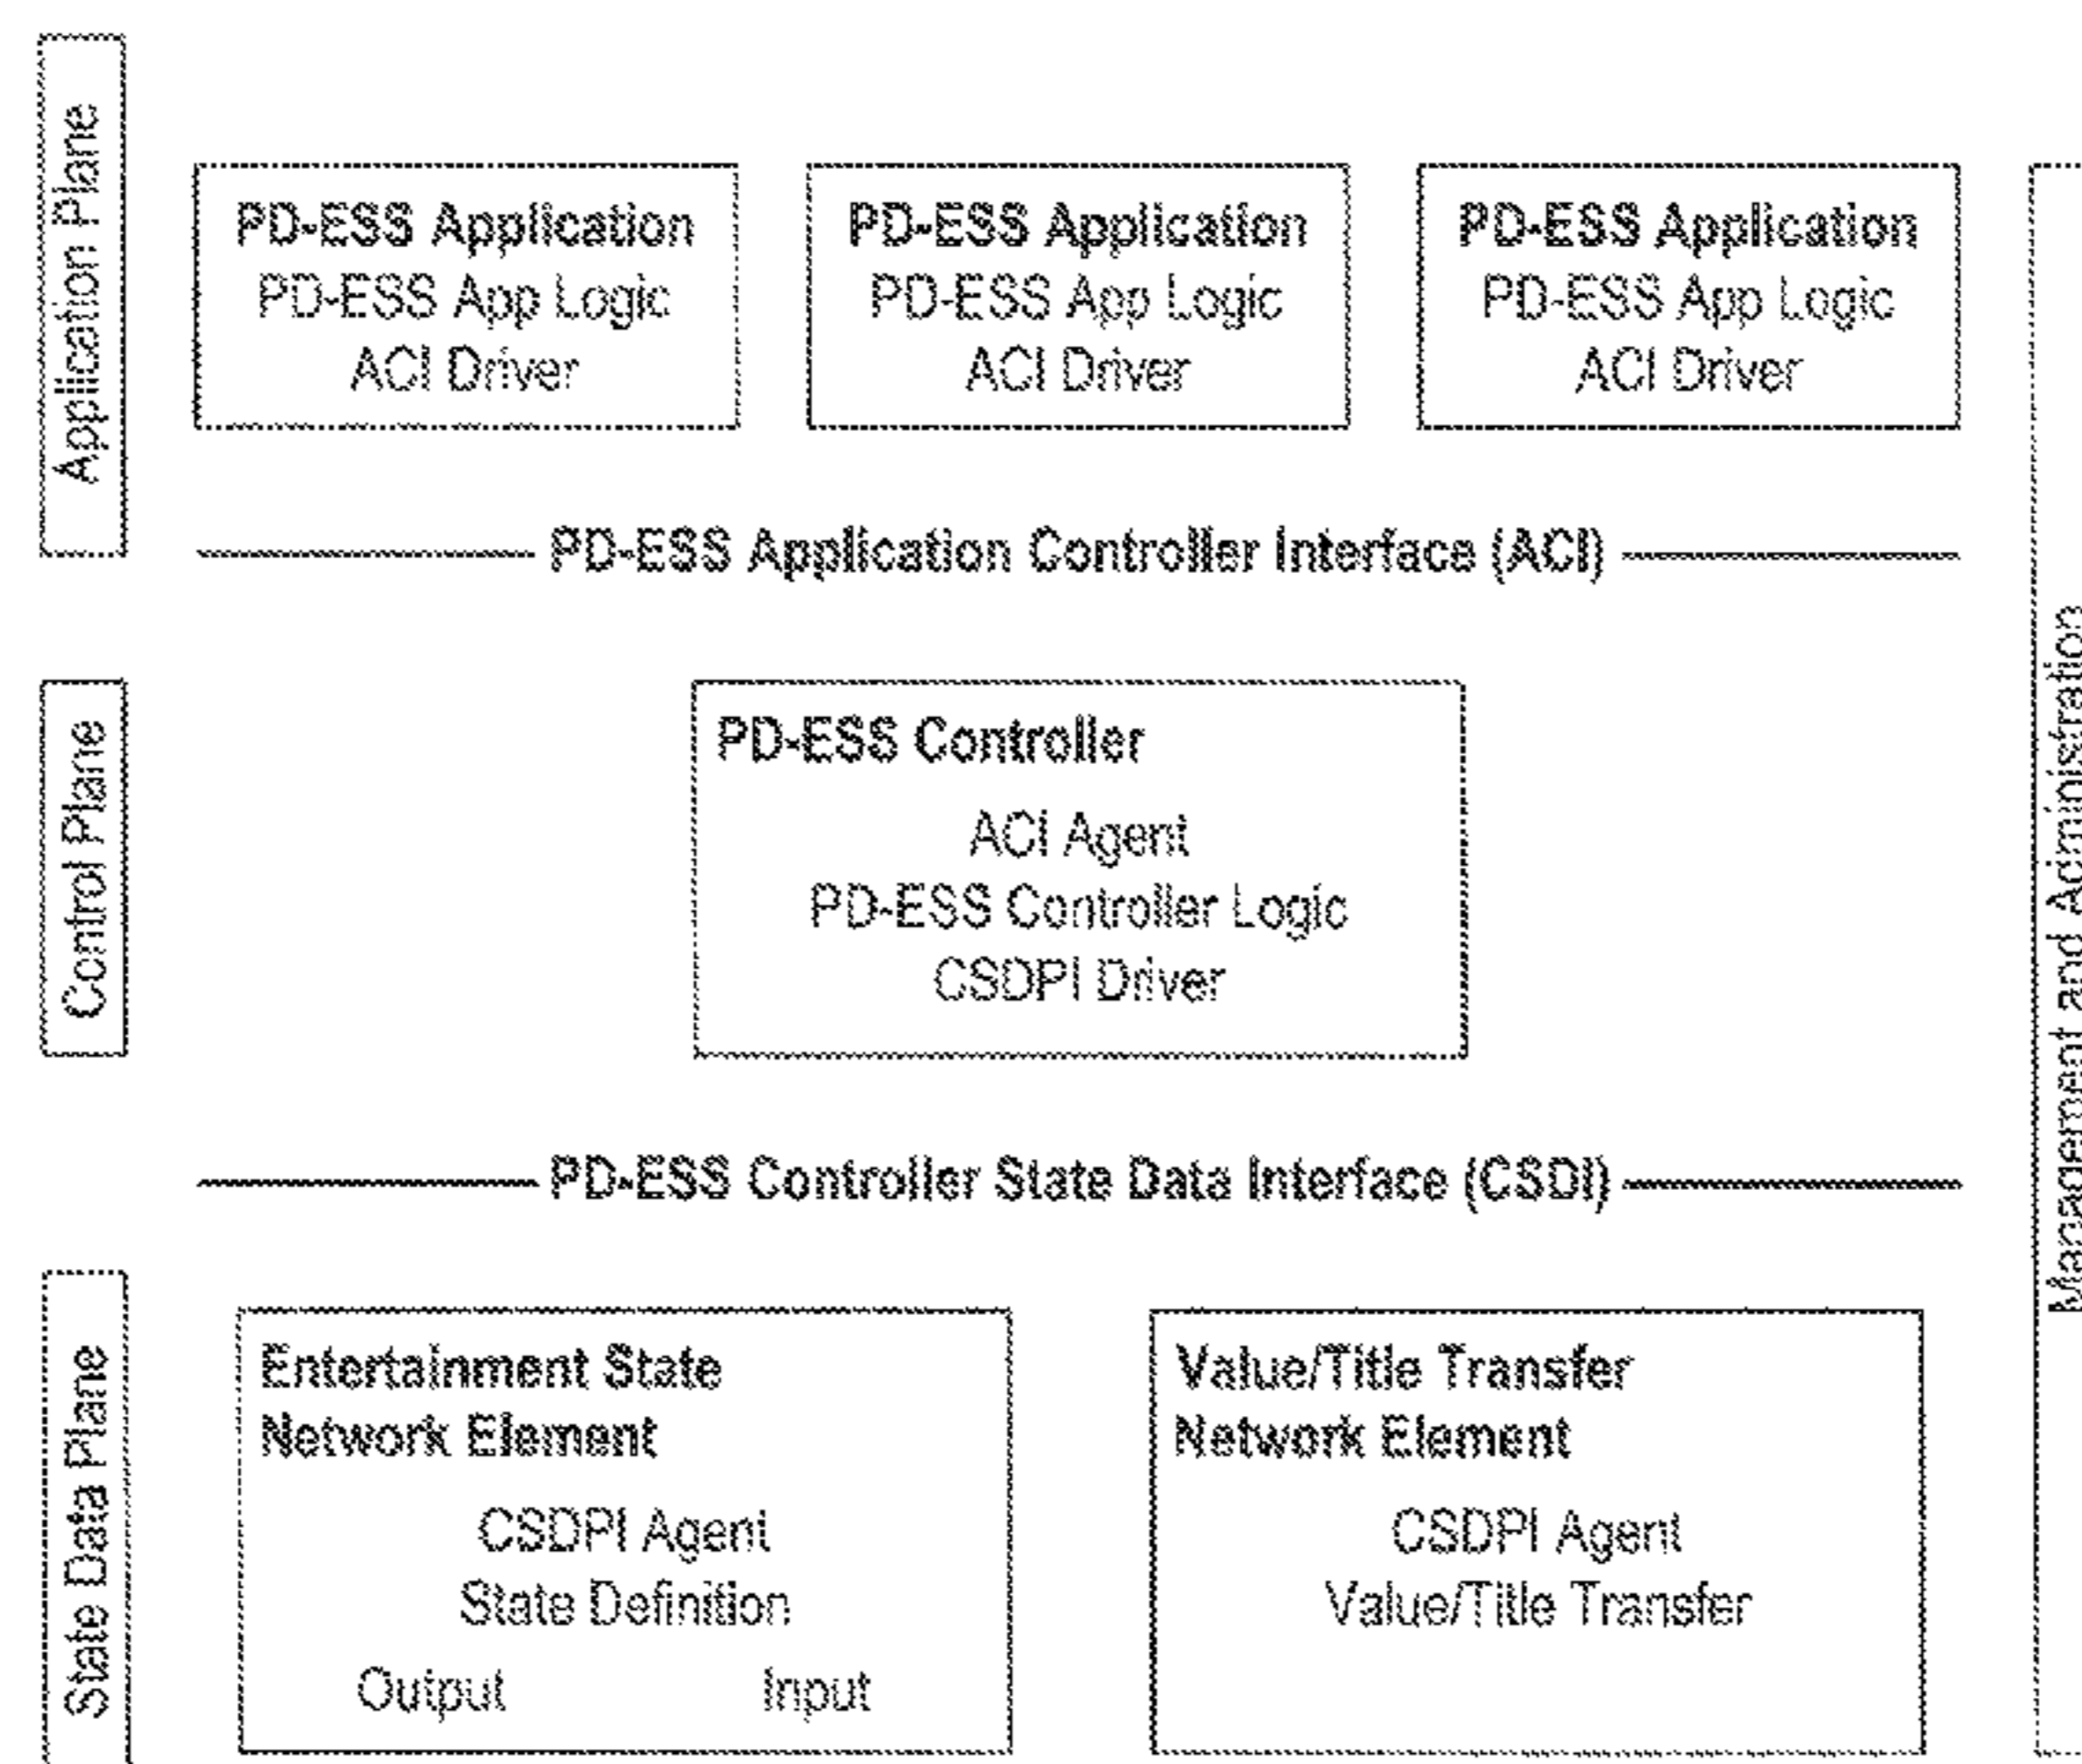 Application Plane
PD-ESS Application
PD-ESS App Logic
ACI Driver
PD-ESS Application
PD-ESS App Logic
ACI Driver
PD-ESS Application
PD-ESS App Logic
ACI Driver
PD-ESS Application Controller Interface (ACI)
Control Plane
PD-ESS Controller
ACI Agent
PD-ESS Controller Logic
CSDPI Driver
PD-ESS Controller State Data Interface (CSDI)
State Data Plane
Entertainment State
Network Element
CSDPI Agent
State Definition
Output Input
Value/Title Transfer
Network Element
CSDPI Agent
Value/Title Transfer
Management and Administration